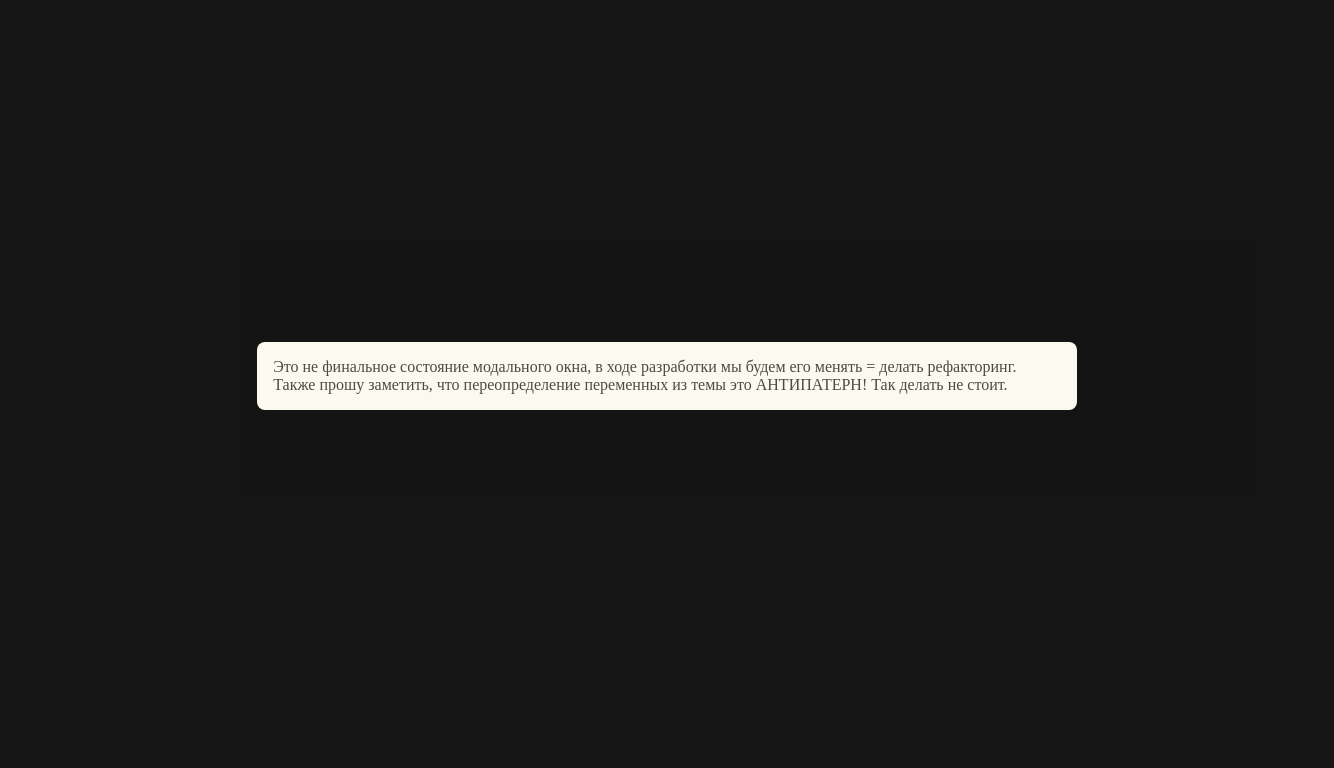 Это не финальное состояние модального окна, в ходе разработки мы будем его менять = делать рефакторинг.
Также прошу заметить, что переопределение переменных из темы это АНТИПАТЕРН! Так делать не стоит.